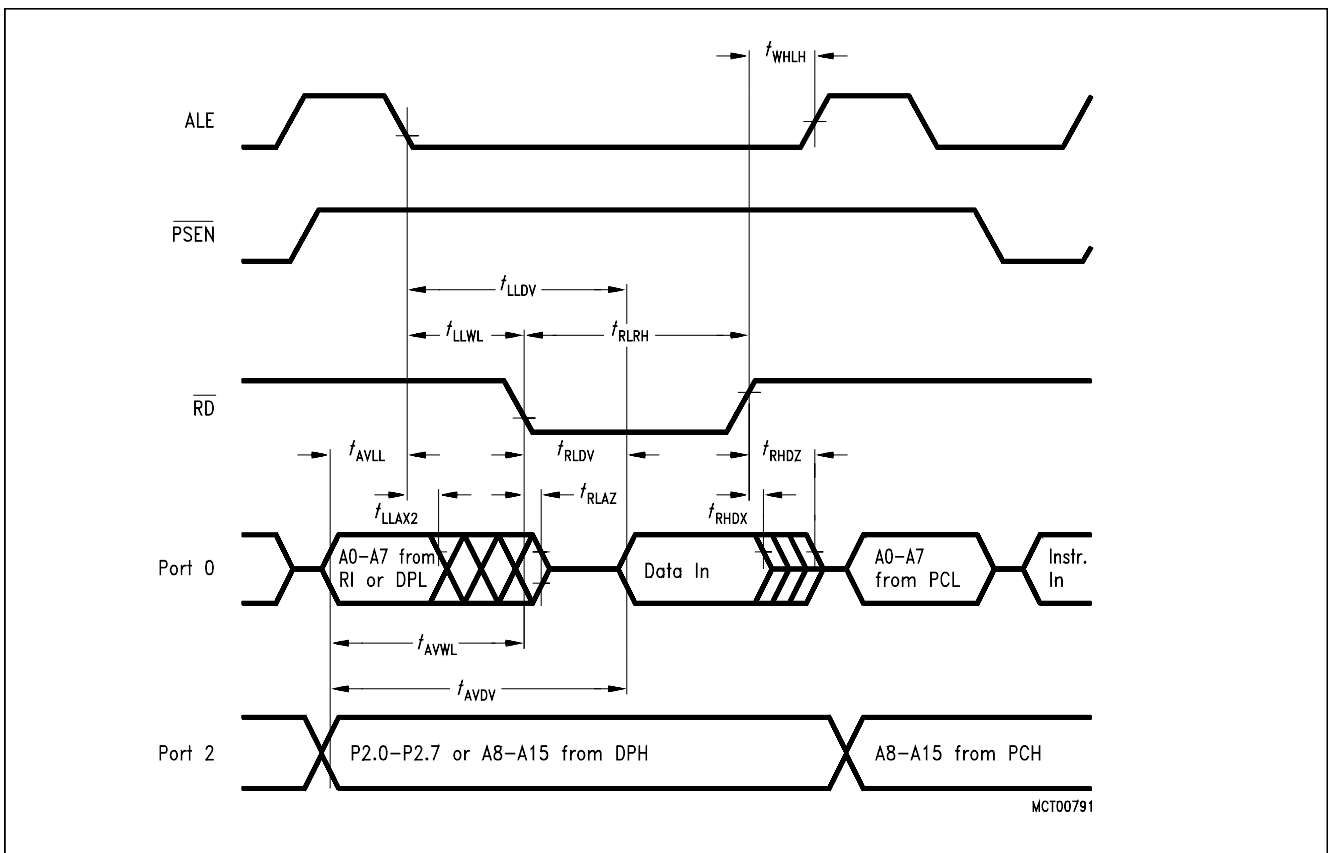 tWHLH
ALE
PSEN
tLLDV
tLLWL
tRLRH
RD
tAVLL
tRLDV
tRHDZ
tLLAX2
tRLAZ
tRHDX
Port 0
A0–A7 from
RI or DPL
Data In
A0–A7
from PCL
Instr.
In
tAVWL
tAVDV
Port 2
P2.0–P2.7 or A8–A15 from DPH
A8–A15 from PCH
MCT00791